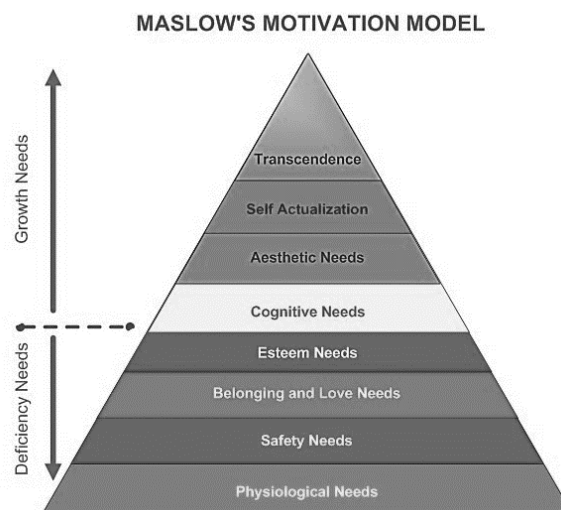 MASLOW'S MOTIVATION MODEL
Growth Needs
Deficiency Needs
Transcendence
Self Actualization
Aesthetic Needs
Cognitive Needs
Esteem Needs
Belonging and Love Needs
Safety Needs
Physiological Needs